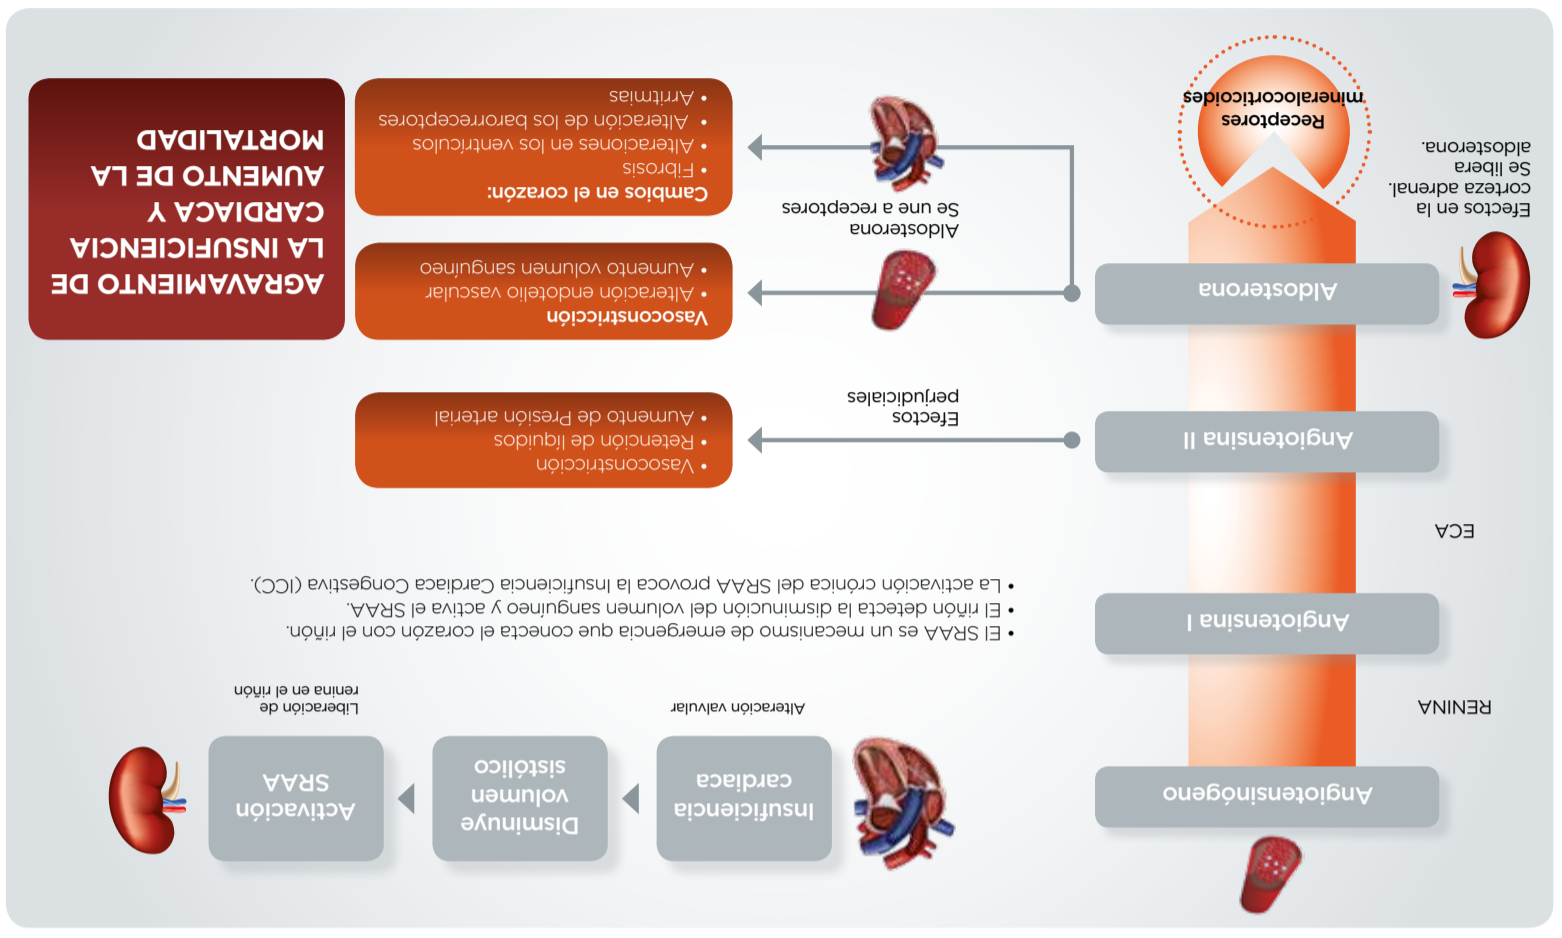 Angiotensinógeno
RENINA
Angiotensina I
ECA
Angiotensina II
Aldosterona
Efectos en la
corteza adrenal.
Se libera
aldosterona.
Receptores
mineralocorticoides
Insuficiencia
cardiaca
Alteración valvular
Disminuye
volumen
sistólico
Activación
SRAA
Liberación de
renina en el riñón
• El SRAA es un mecanismo de emergencia que conecta el corazón con el riñón.
• El riñón detecta la disminución del volumen sanguíneo y activa el SRAA.
• La activación crónica del SRAA provoca la Insuficiencia Cardiaca Congestiva (ICC).
Efectos
perjudiciales
• Vasoconstricción
• Retención de líquidos
• Aumento de Presión arterial
Aldosterona
Se une a receptores
Vasoconstricción
• Alteración endotelio vascular
• Aumento volumen sanguíneo
Cambios en el corazón:
• Fibrosis
• Alteraciones en los ventrículos
• Alteración de los barorreceptores
• Arritmias
AGRAVAMIENTO DE
LA INSUFICIENCIA
CARDIACA Y
AUMENTO DE LA
MORTALIDAD